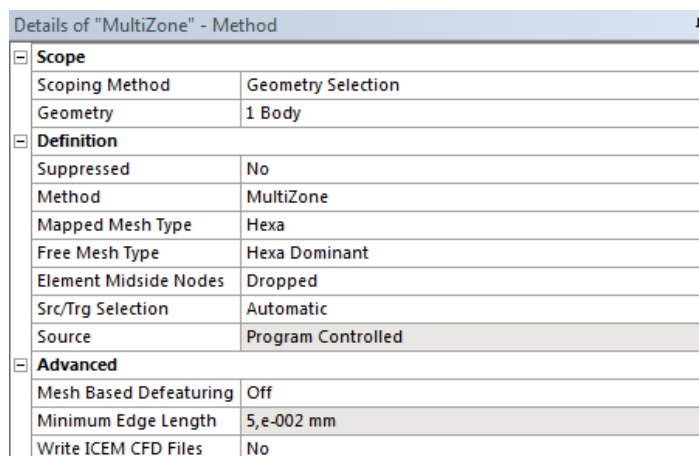 Details of "MultiZone" - Method
Scope
Scoping Method Geometry Selection
Geometry 1 Body
Definition
Suppressed No
Method MultiZone
Mapped Mesh Type Hexa
Free Mesh Type Hexa Dominant
Element Midside Nodes Dropped
Src/Trg Selection Automatic
Source Program Controlled
Advanced
Mesh Based Defeaturing Off
Minimum Edge Length 5,e-002 mm
Write ICEM CFD Files No